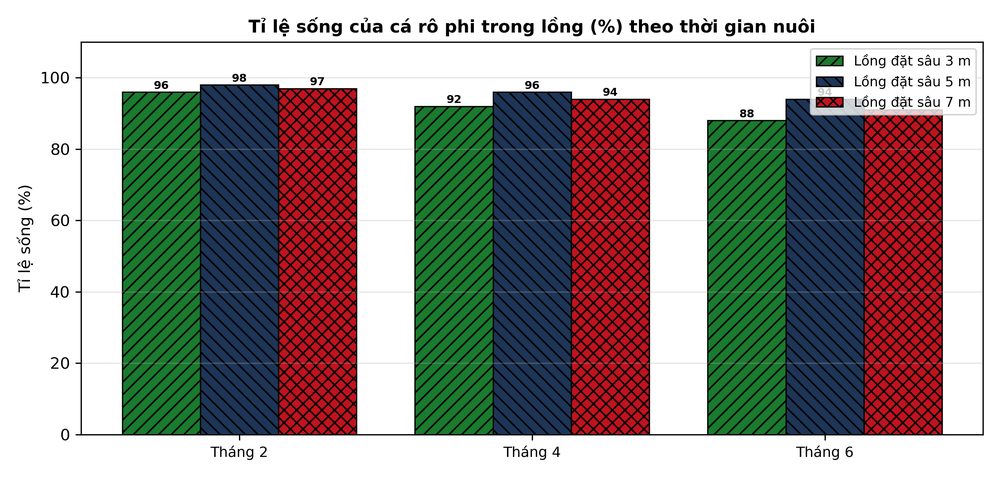 Tỉ lệ sống của cá rô phi trong lồng (%) theo thời gian nuôi
Tỉ lệ sống (%)
100
80
60
40
20
0
96
98
97
92
96
94
88
94
Lồng đặt sâu 3 m
Lồng đặt sâu 5 m
Lồng đặt sâu 7 m
Tháng 2
Tháng 4
Tháng 6